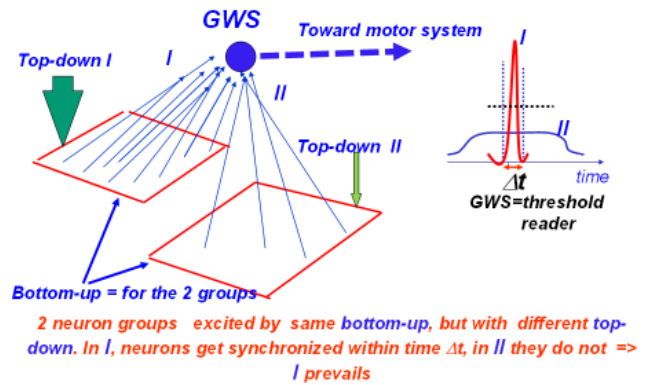 GWS
Toward motor system
Top-down I
I
II
I
II
Top-down II
time
Δt
GWS=threshold
reader
Bottom-up = for the 2 groups
2 neuron groups excited by same bottom-up, but with different top-
down. In I, neurons get synchronized within time Δt, in II they do not =>
I prevails